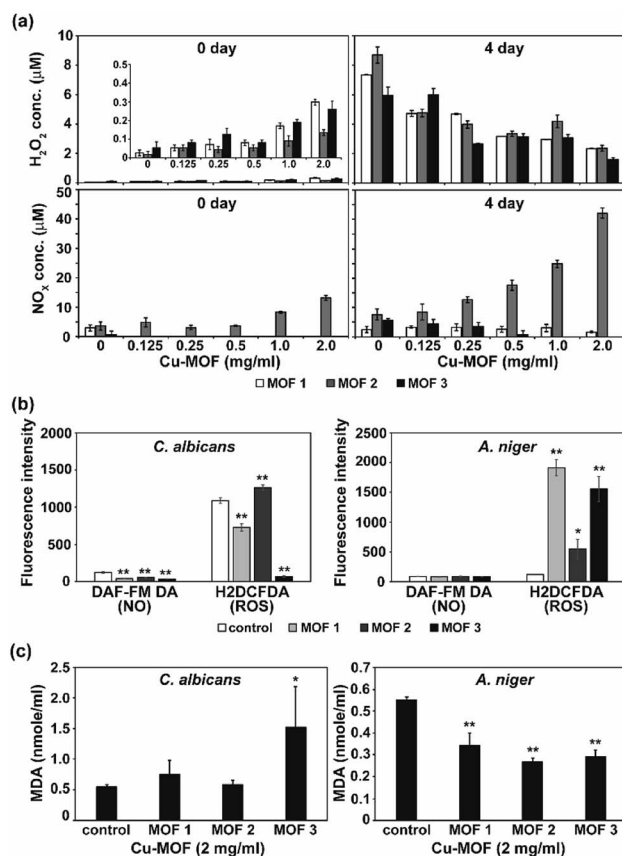 (a)
0 day
4 day
H₂O₂ conc. (μM)
10
8
6
4
2
0
0.5
0.4
0.3
0.2
0.1
0
0 0.125 0.25 0.5 1.0 2.0
NOₓ conc. (μM)
50
40
30
20
10
0
0 day
4 day
0 0.125 0.25 0.5 1.0 2.0
0 0.125 0.25 0.5 1.0 2.0
Cu-MOF (mg/ml)
Cu-MOF (mg/ml)
MOF 1 MOF 2 MOF 3
(b)
C. albicans
Fluorescence intensity
2000
1500
1000
500
0
** ** **
** ** **
DAF-FM DA H2DCFDA
(NO) (ROS)
A. niger
Fluorescence intensity
2500
2000
1500
1000
500
0
** * **
DAF-FM DA H2DCFDA
(NO) (ROS)
control MOF 1 MOF 2 MOF 3
(c)
C. albicans
MDA (nmole/ml)
2.5
2.0
1.5
1.0
0.5
0
*
control MOF 1 MOF 2 MOF 3
Cu-MOF (2 mg/ml)
A. niger
MDA (nmole/ml)
0.7
0.6
0.5
0.4
0.3
0.2
0.1
0
** ** **
control MOF 1 MOF 2 MOF 3
Cu-MOF (2 mg/ml)